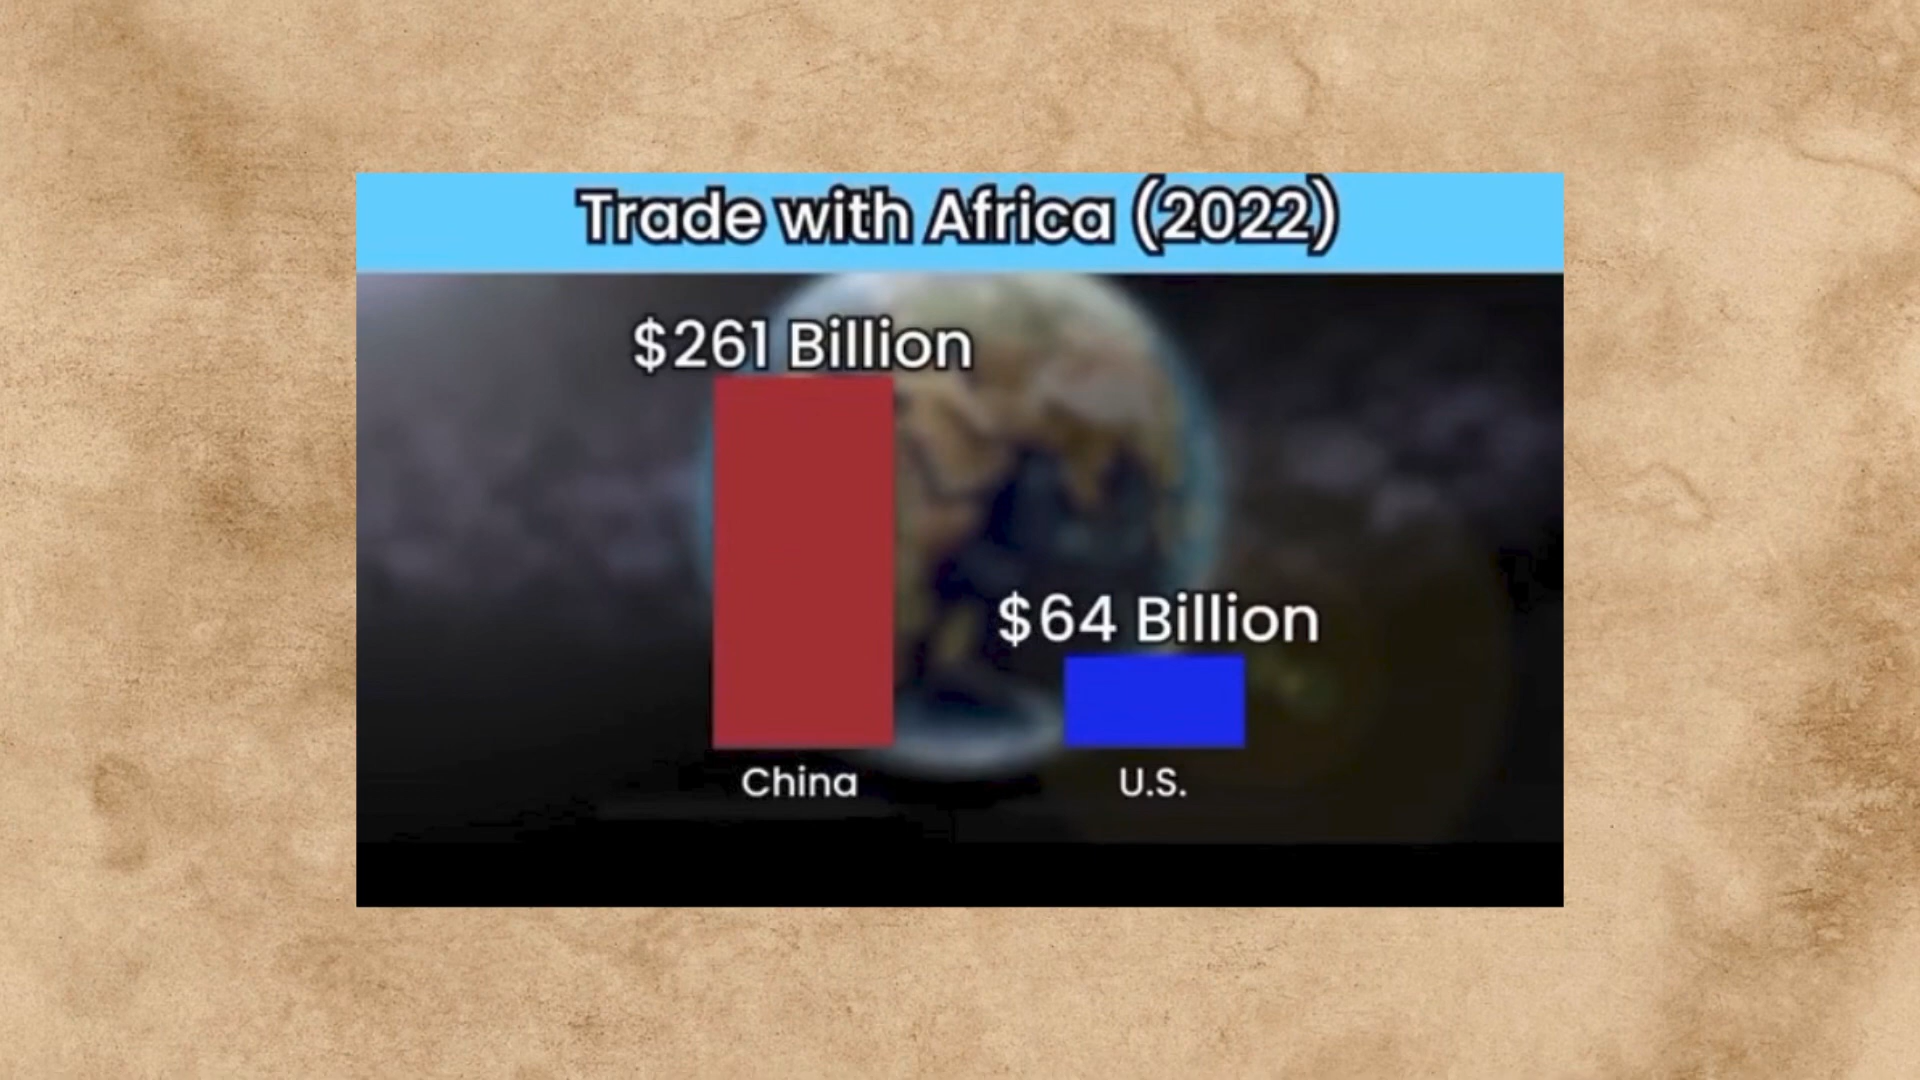 Trade with Africa (2022)
$261 Billion
$64 Billion
China
U.S.